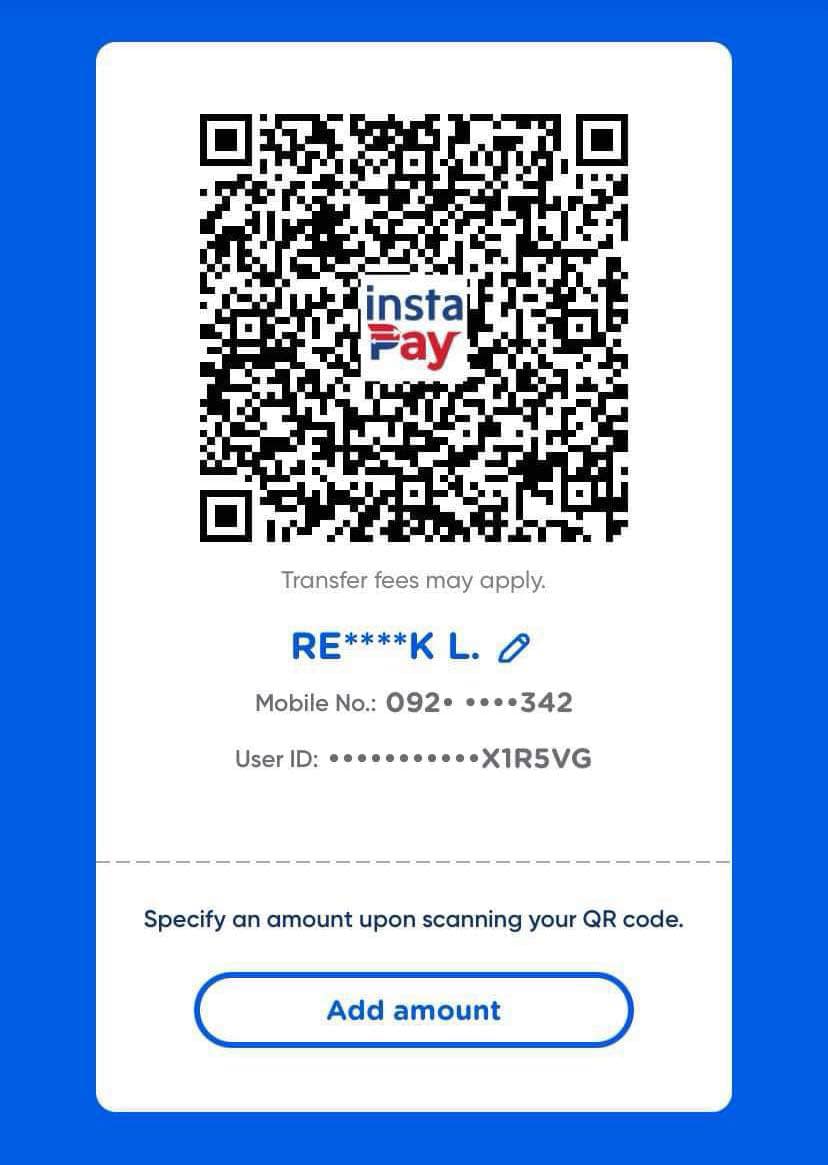 insta
Pay
Transfer fees may apply.
RE****K L.
Mobile No.: 092• ••••342
User ID: •••••••••••X1R5VG
Specify an amount upon scanning your QR code.
Add amount